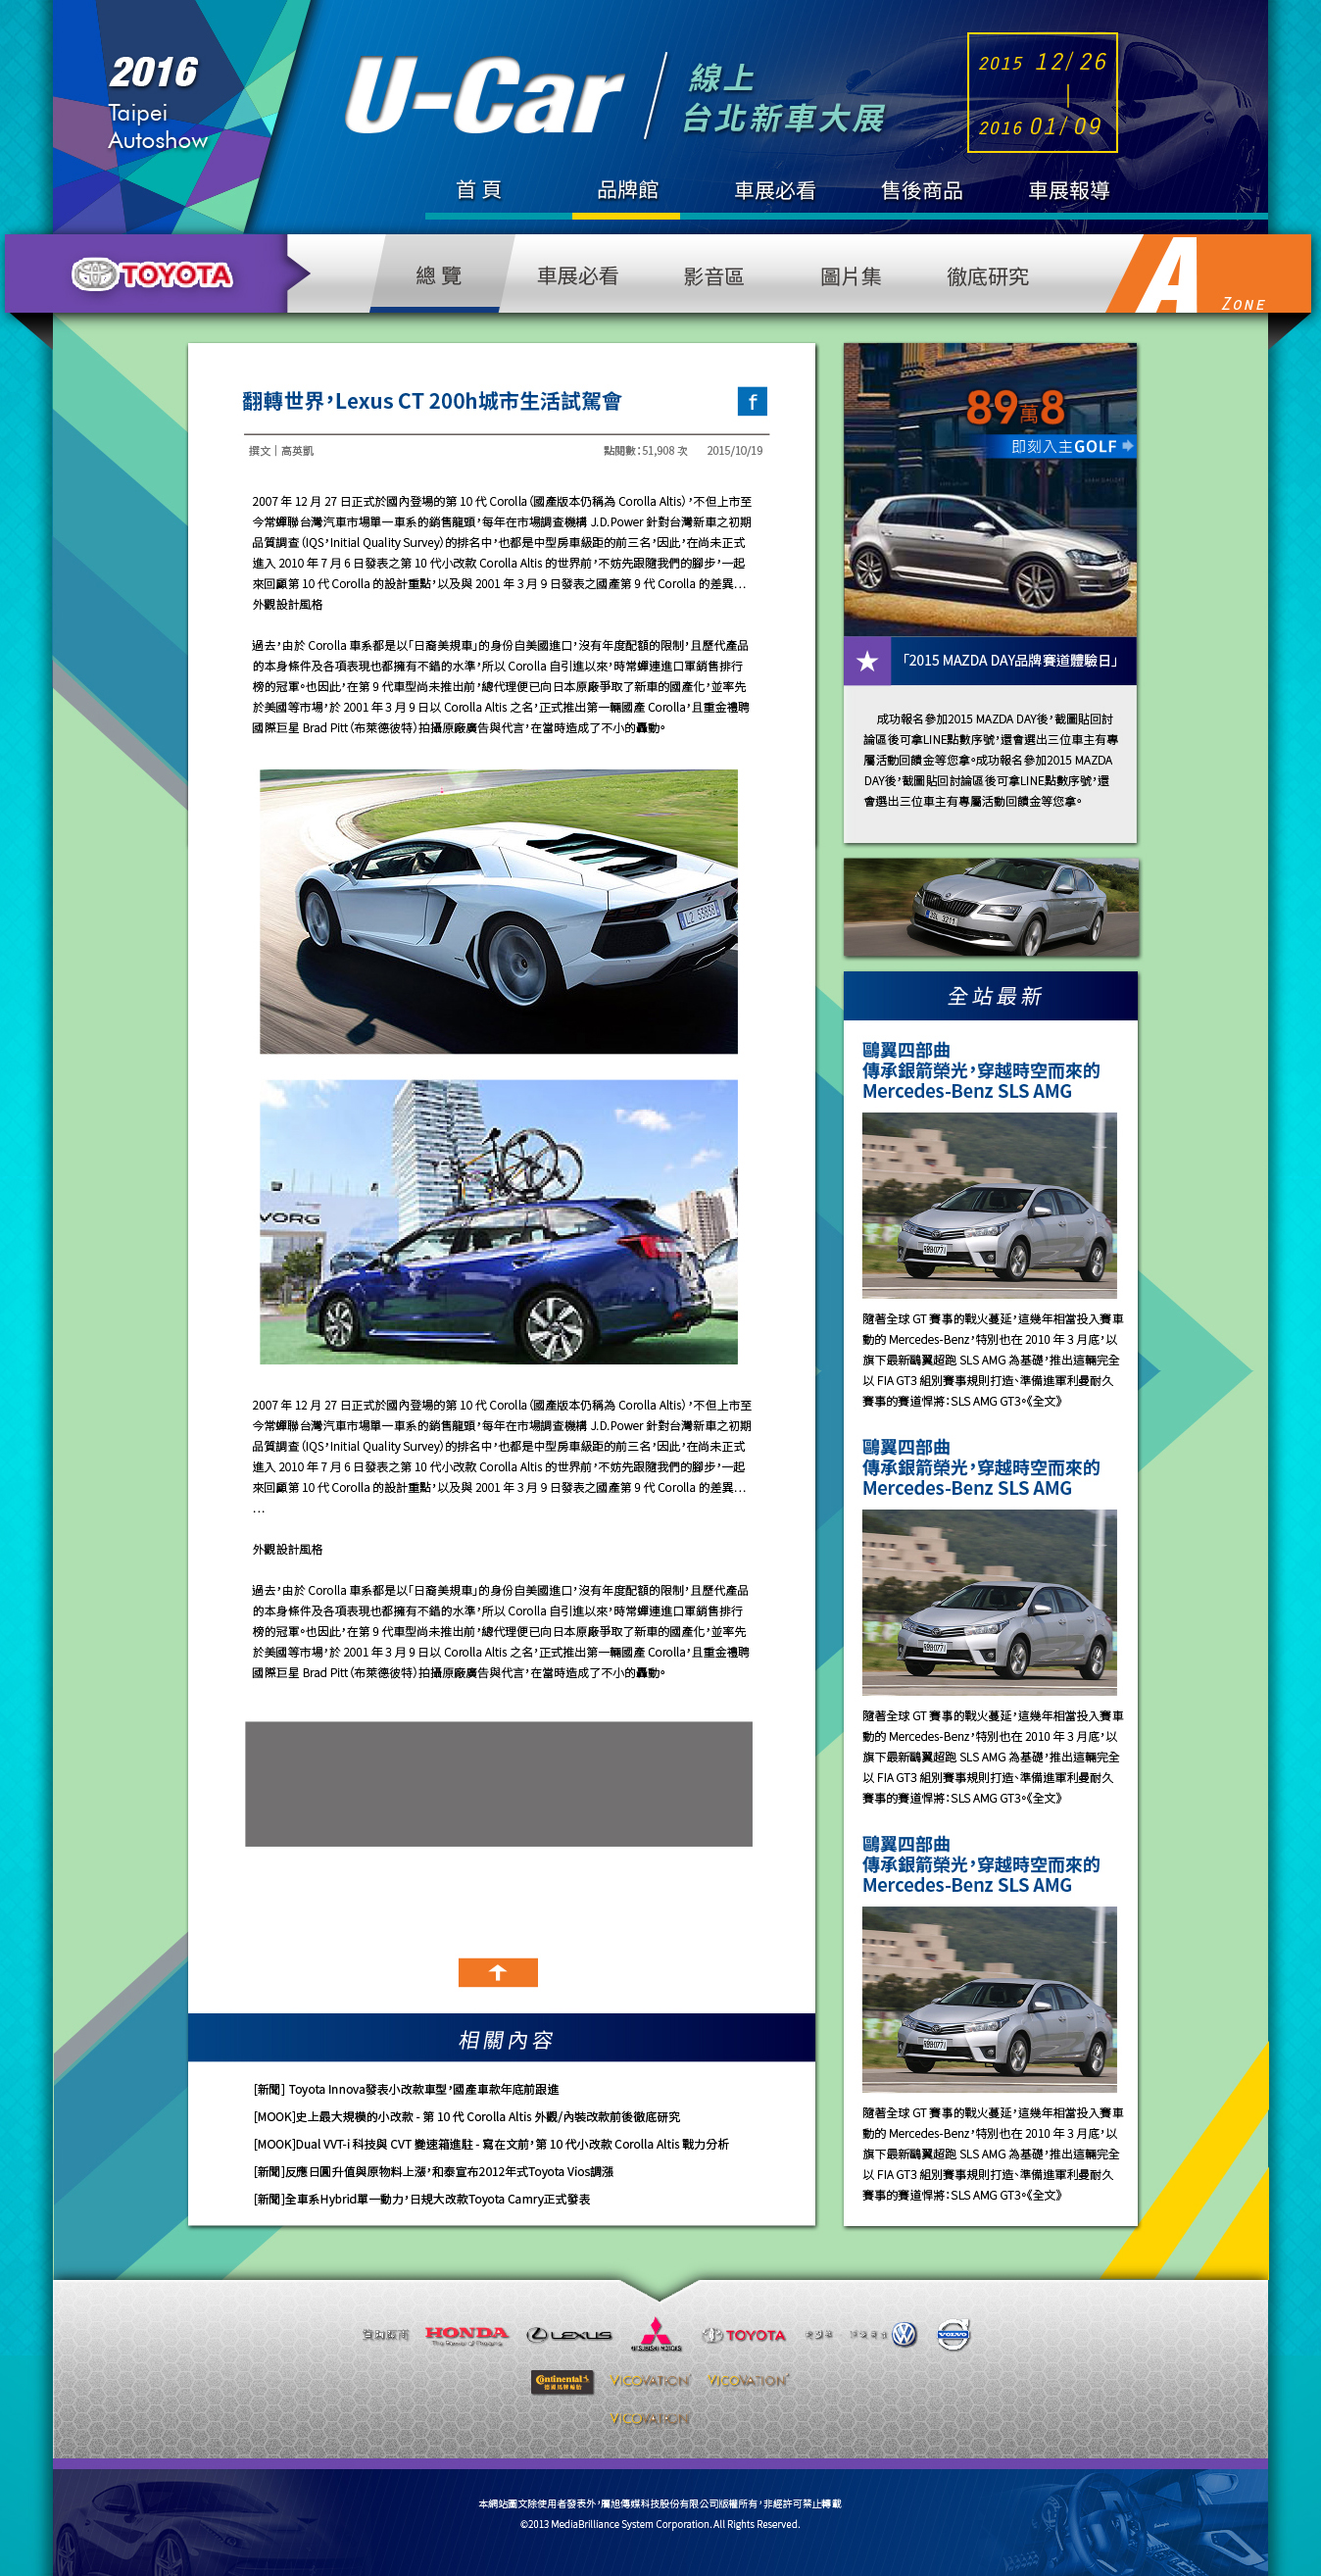 2016
Taipei
Autoshow
U-Car
線上
台北新車大展
2015 12/26
2016 01/09
首 頁 品牌館 車展必看 售後商品 車展報導
TOYOTA 總 覽 車展必看 影音區 圖片集 徹底研究 A ZONE
翻轉世界,Lexus CT 200h城市生活試駕會
f
撰文│高英凱 點閱數:51,908 次 2015/10/19
2007 年 12 月 27 日正式於國內登場的第 10 代 Corolla(國產版本仍稱為 Corolla Altis),不但上市至
今常蟬聯台灣汽車市場單一車系的銷售龍頭,每年在市場調查機構 J.D.Power 針對台灣新車之初期
品質調查(IQS,Initial Quality Survey)的排名中,也都是中型房車級距的前三名,因此,在尚未正式
進入 2010 年 7 月 6 日發表之第 10 代小改款 Corolla Altis 的世界前,不妨先跟隨我們的腳步,一起
來回顧第 10 代 Corolla 的設計重點,以及與 2001 年 3 月 9 日發表之國產第 9 代 Corolla 的差異…
外觀設計風格
過去,由於 Corolla 車系都是以「日裔美規車」的身份自美國進口,沒有年度配額的限制,且歷代產品
的本身條件及各項表現也都擁有不錯的水準,所以 Corolla 自引進以來,時常蟬連進口軍銷售排行
榜的冠軍。也因此,在第 9 代車型尚未推出前,總代理便已向日本原廠爭取了新車的國產化,並率先
於美國等市場,於 2001 年 3 月 9 日以 Corolla Altis 之名,正式推出第一輛國產 Corolla,且重金禮聘
國際巨星 Brad Pitt(布萊德彼特)拍攝原廠廣告與代言,在當時造成了不小的轟動。
VORG
2007 年 12 月 27 日正式於國內登場的第 10 代 Corolla(國產版本仍稱為 Corolla Altis),不但上市至
今常蟬聯台灣汽車市場單一車系的銷售龍頭,每年在市場調查機構 J.D.Power 針對台灣新車之初期
品質調查(IQS,Initial Quality Survey)的排名中,也都是中型房車級距的前三名,因此,在尚未正式
進入 2010 年 7 月 6 日發表之第 10 代小改款 Corolla Altis 的世界前,不妨先跟隨我們的腳步,一起
來回顧第 10 代 Corolla 的設計重點,以及與 2001 年 3 月 9 日發表之國產第 9 代 Corolla 的差異…
…
外觀設計風格
過去,由於 Corolla 車系都是以「日裔美規車」的身份自美國進口,沒有年度配額的限制,且歷代產品
的本身條件及各項表現也都擁有不錯的水準,所以 Corolla 自引進以來,時常蟬連進口軍銷售排行
榜的冠軍。也因此,在第 9 代車型尚未推出前,總代理便已向日本原廠爭取了新車的國產化,並率先
於美國等市場,於 2001 年 3 月 9 日以 Corolla Altis 之名,正式推出第一輛國產 Corolla,且重金禮聘
國際巨星 Brad Pitt(布萊德彼特)拍攝原廠廣告與代言,在當時造成了不小的轟動。
相關內容
[新聞] Toyota Innova發表小改款車型,國產車款年底前跟進
[MOOK]史上最大規模的小改款 - 第 10 代 Corolla Altis 外觀/內裝改款前後徹底研究
[MOOK]Dual VVT-i 科技與 CVT 變速箱進駐 - 寫在文前,第 10 代小改款 Corolla Altis 戰力分析
[新聞]反應日圓升值與原物料上漲,和泰宣布2012年式Toyota Vios調漲
[新聞]全車系Hybrid單一動力,日規大改款Toyota Camry正式發表
89萬8
即刻入主GOLF
「2015 MAZDA DAY品牌賽道體驗日」
成功報名參加2015 MAZDA DAY後,截圖貼回討
論區後可拿LINE點數序號,還會選出三位車主有專
屬活動回饋金等您拿。成功報名參加2015 MAZDA
DAY後,截圖貼回討論區後可拿LINE點數序號,還
會選出三位車主有專屬活動回饋金等您拿。
全站最新
鷗翼四部曲
傳承銀箭榮光,穿越時空而來的
Mercedes-Benz SLS AMG
隨著全球 GT 賽事的戰火蔓延,這幾年相當投入賽車
動的 Mercedes-Benz,特別也在 2010 年 3 月底,以
旗下最新鷗翼超跑 SLS AMG 為基礎,推出這輛完全
以 FIA GT3 組別賽事規則打造、準備進軍利曼耐久
賽事的賽道悍將:SLS AMG GT3。《全文》
鷗翼四部曲
傳承銀箭榮光,穿越時空而來的
Mercedes-Benz SLS AMG
隨著全球 GT 賽事的戰火蔓延,這幾年相當投入賽車
動的 Mercedes-Benz,特別也在 2010 年 3 月底,以
旗下最新鷗翼超跑 SLS AMG 為基礎,推出這輛完全
以 FIA GT3 組別賽事規則打造、準備進軍利曼耐久
賽事的賽道悍將:SLS AMG GT3。《全文》
鷗翼四部曲
傳承銀箭榮光,穿越時空而來的
Mercedes-Benz SLS AMG
隨著全球 GT 賽事的戰火蔓延,這幾年相當投入賽車
動的 Mercedes-Benz,特別也在 2010 年 3 月底,以
旗下最新鷗翼超跑 SLS AMG 為基礎,推出這輛完全
以 FIA GT3 組別賽事規則打造、準備進軍利曼耐久
賽事的賽道悍將:SLS AMG GT3。《全文》
贊助廠商 HONDA LEXUS MITSUBISHI MOTORS TOYOTA VOLVO
Continental VICOVATION VICOVATION
VICOVATION
本網站圖文除使用者發表外,屬旭傳媒科技股份有限公司版權所有,非經許可禁止轉載
©2013 MediaBrilliance System Corporation. All Rights Reserved.